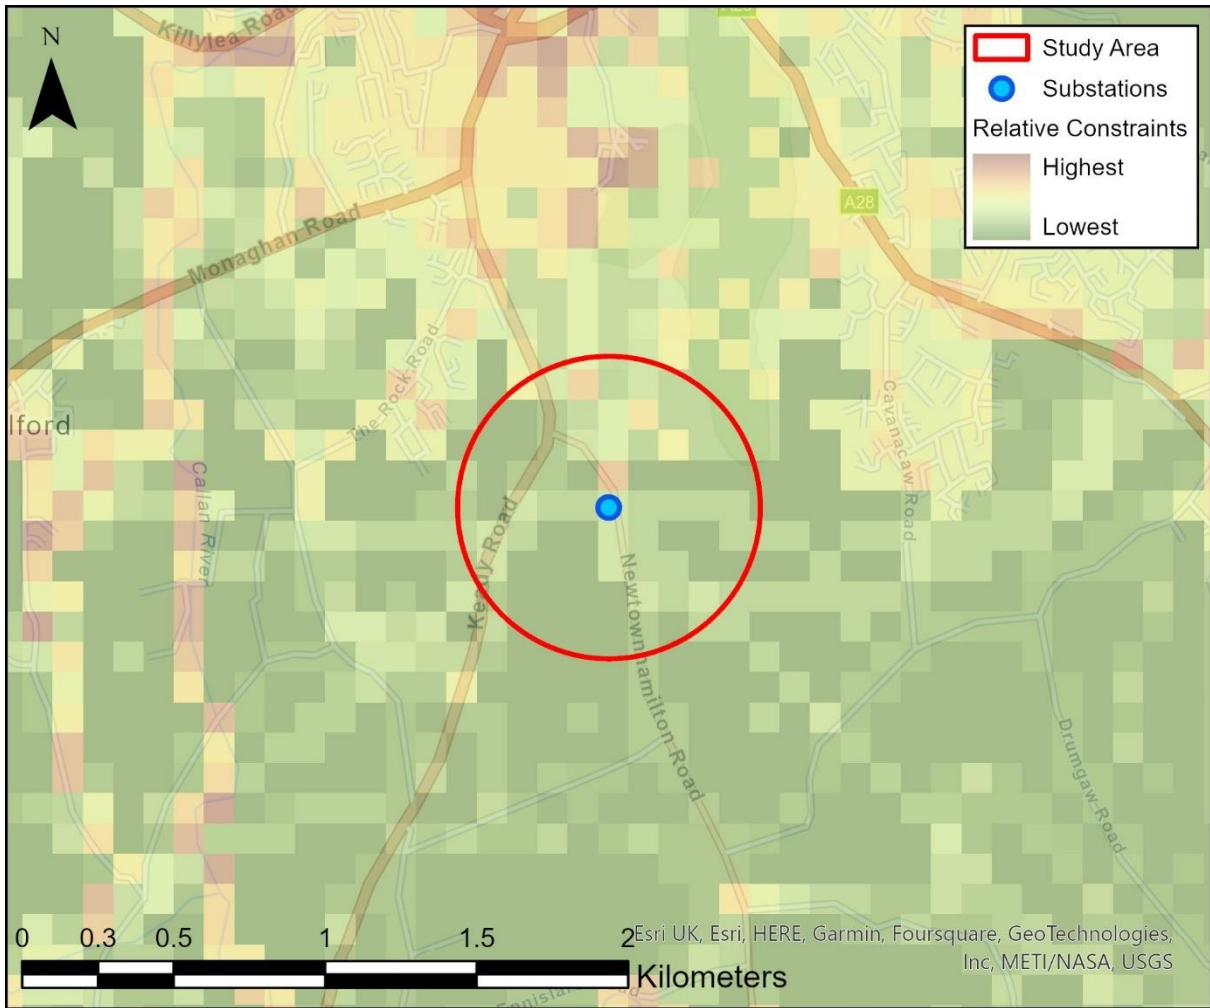 Killylea Road
N
Study Area
Substations
Relative Constraints
Highest
Lowest
A28
Monaghan Road
The Rock Road
lford
Callan River
Cavanacaw Road
Keady Road
Newtownhamilton Road
Drumgaw Road
0 0.3 0.5 1 1.5 2
Kilometers
Esri UK, Esri, HERE, Garmin, Foursquare, GeoTechnologies,
Inc, METI/NASA, USGS